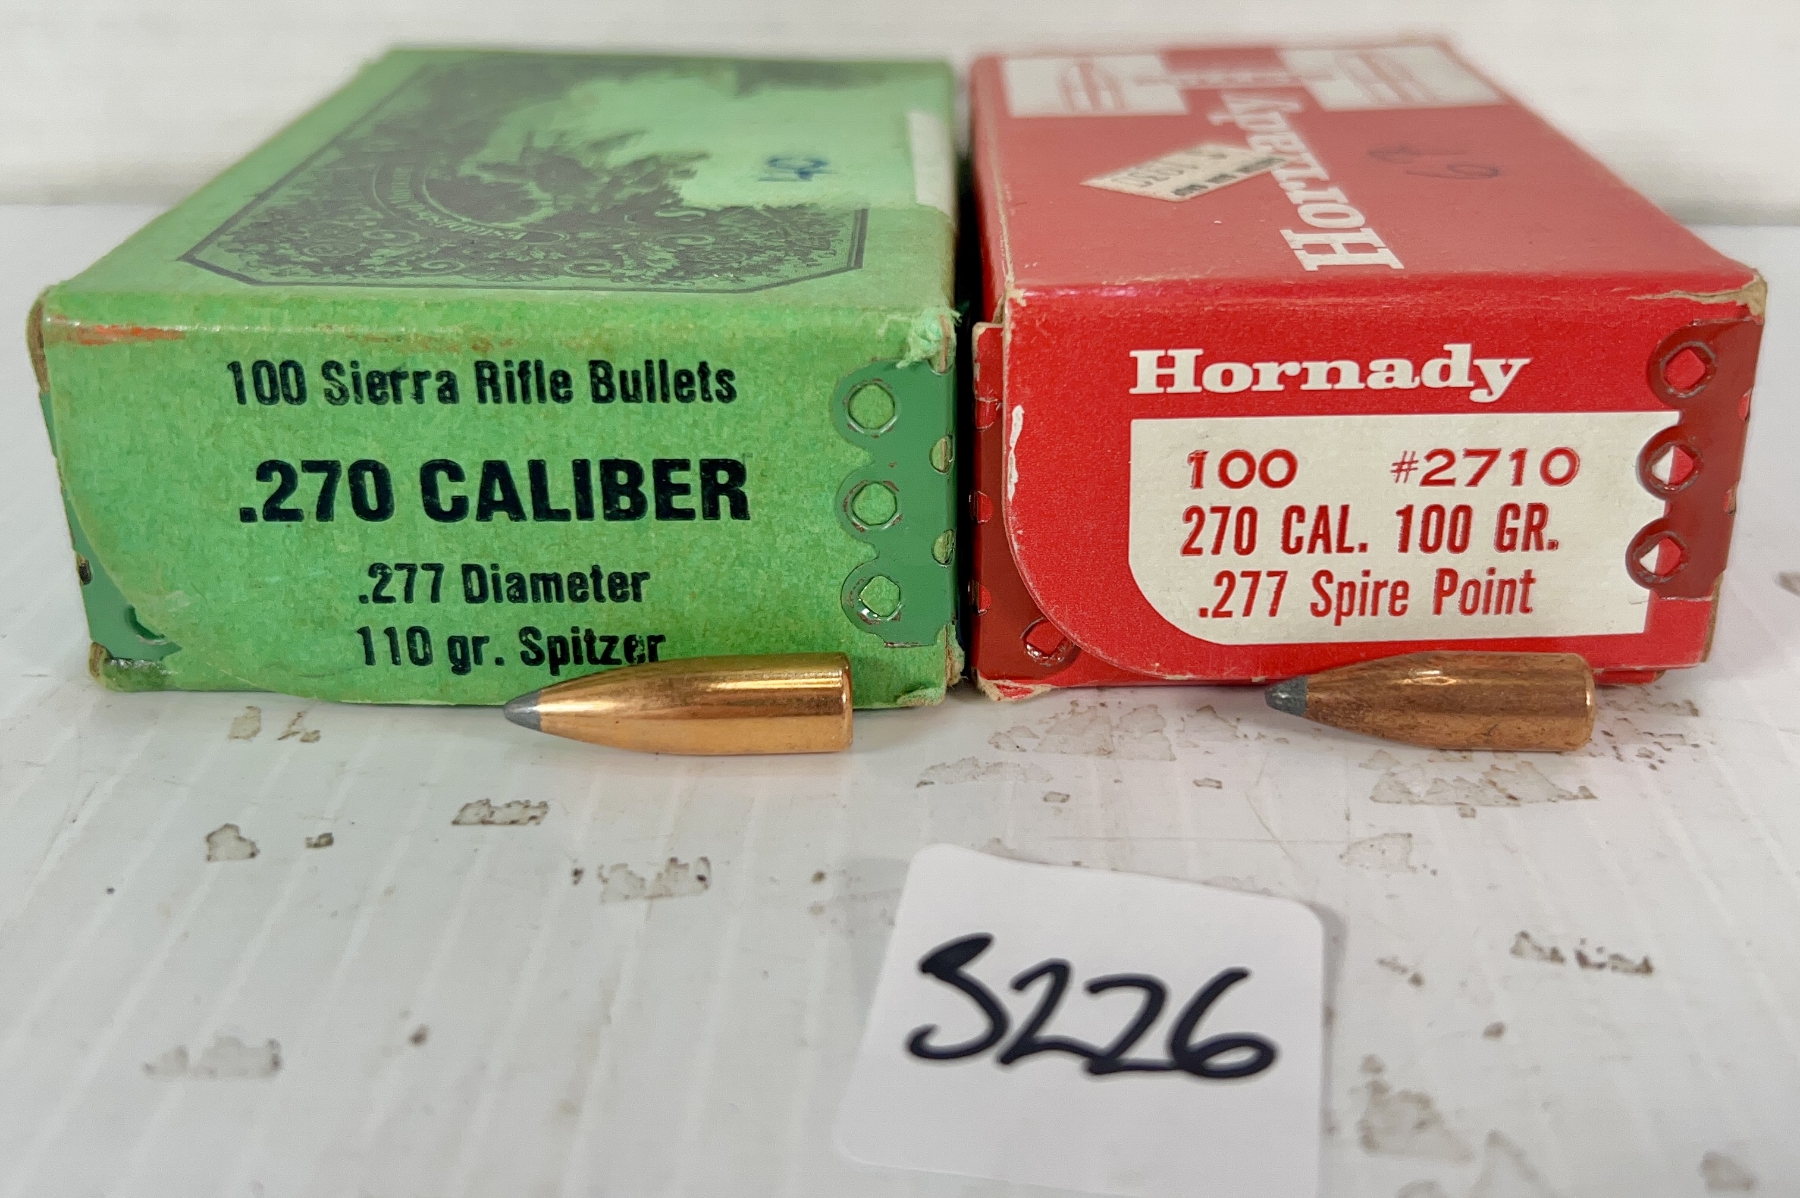 100 Sierra Rifle Bullets
.270 CALIBER
.277 Diameter
110 gr. Spitzer
Hornady
Hornady
100 #2710
270 CAL. 100 GR.
.277 Spire Point
S226